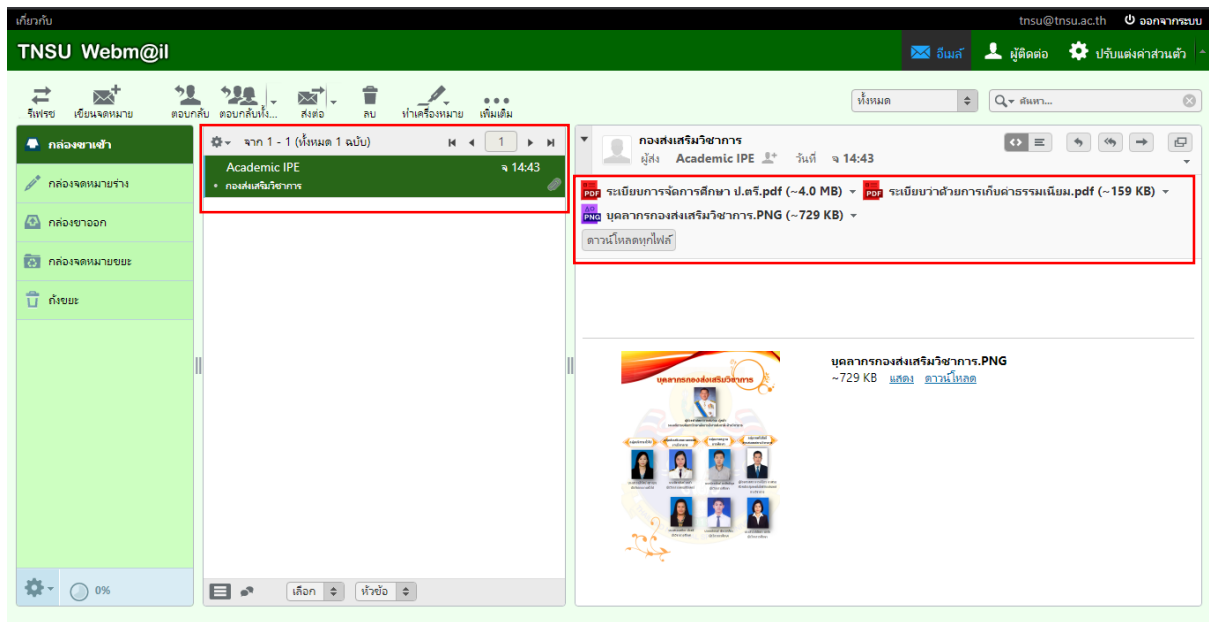 เกี่ยวกับ
tnsu@tnsu.ac.th ออกจากระบบ
TNSU Webm@il
อีเมล์ ผู้ติดต่อ ปรับแต่งค่าส่วนตัว
รีเฟรช เขียนจดหมาย ตอบกลับ ตอบกลับทั้ง... ส่งต่อ ลบ ทำเครื่องหมาย เพิ่มเติม
ทั้งหมด ค้นหา...
กล่องขาเข้า
กล่องจดหมายร่าง
กล่องขาออก
กล่องจดหมายขยะ
ถังขยะ
0%
จาก 1 - 1 (ทั้งหมด 1 ฉบับ) 1
Academic IPE จ 14:43
• กองส่งเสริมวิชาการ
เลือก หัวข้อ
กองส่งเสริมวิชาการ
ผู้ส่ง Academic IPE วันที่ จ 14:43
PDF ระเบียบการจัดการศึกษา ป.ตรี.pdf (~4.0 MB) PDF ระเบียบว่าด้วยการเก็บค่าธรรมเนียม.pdf (~159 KB)
PNG บุคลากรกองส่งเสริมวิชาการ.PNG (~729 KB)
ดาวน์โหลดทุกไฟล์
บุคลากรกองส่งเสริมวิชาการ
บุคลากรกองส่งเสริมวิชาการ.PNG
~729 KB แสดง ดาวน์โหลด